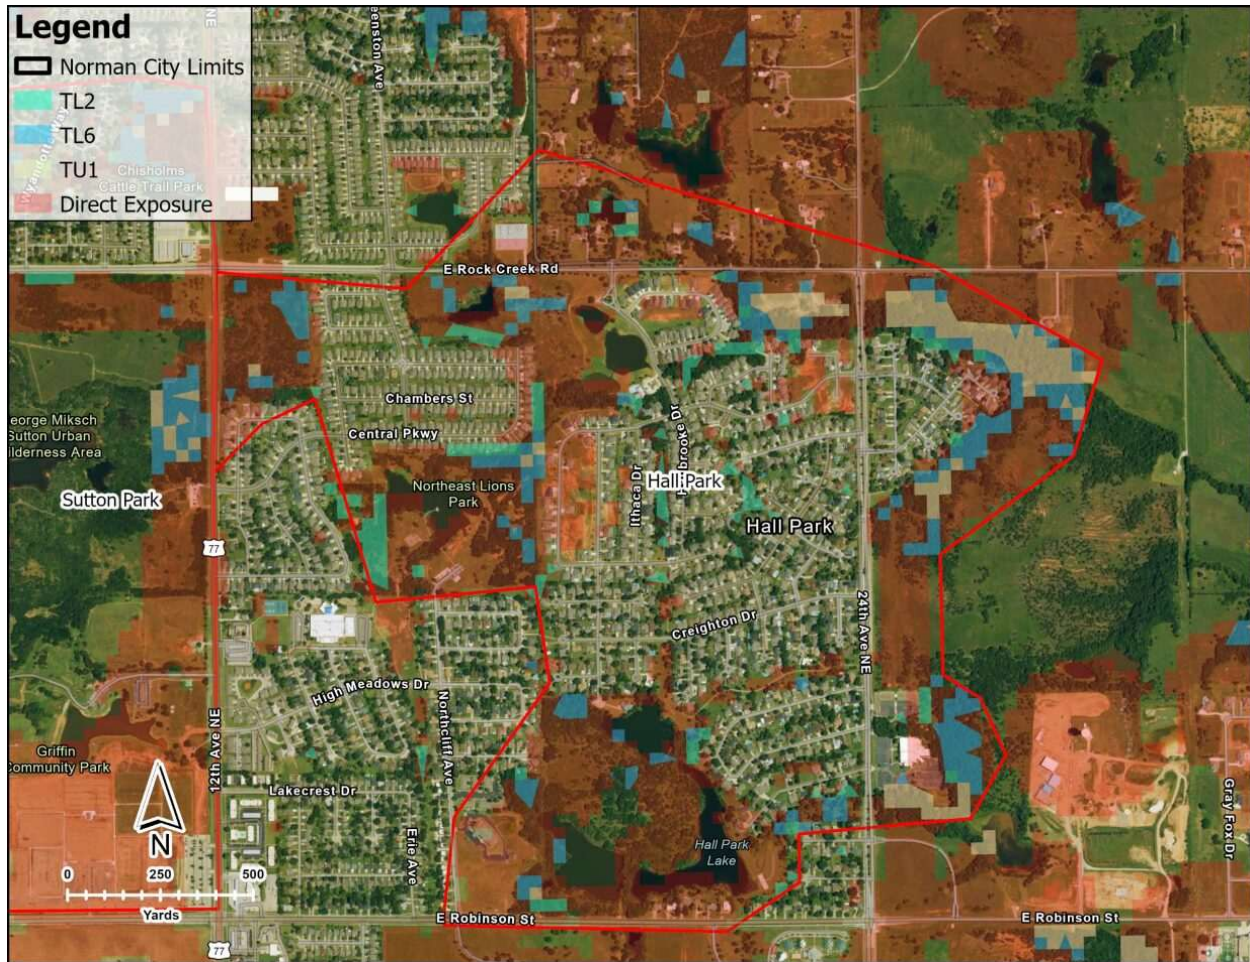 Legend
Norman City Limits
TL2
TL6
TU1
Direct Exposure
NE
Chisholms
Cattle Trail Park
E Rock Creek Rd
Chambers St
Central Pkwy
Northeast Lions
Park
Ithaca Dr
Hall Park
Hall Park
Sutton Park
77
24th Ave NE
Creighton Dr
High Meadows Dr
Northcliff Ave
12th Ave NE
Community Park
Griffin
Lakecrest Dr
Erie Ave
Hall Park
Lake
Gray Fox Dr
N
0 250 500
Yards
E Robinson St
E Robinson St
77